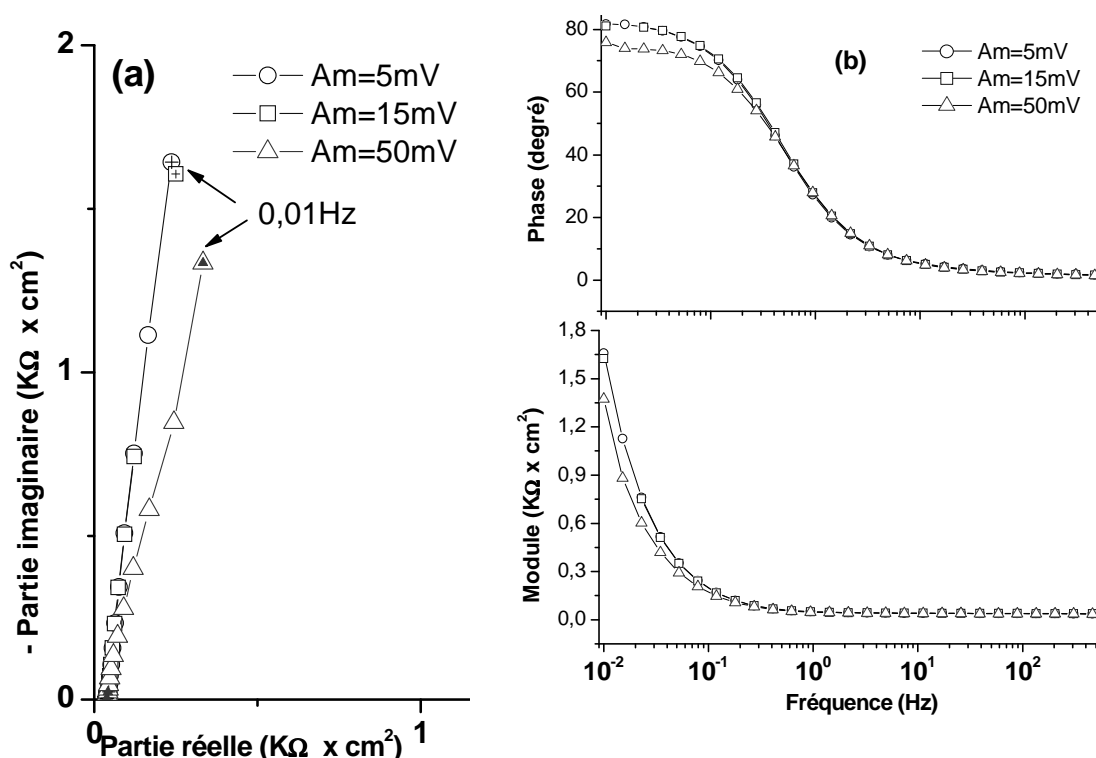 (a)
2
1
0
Am=5mV
Am=15mV
Am=50mV
0,01Hz
- Partie imaginaire (KΩ x cm²)
0
1
Partie réelle (KΩ x cm²)
(b)
80
60
40
20
0
Phase (degré)
Am=5mV
Am=15mV
Am=50mV
1,8
1,5
1,2
0,9
0,6
0,3
0,0
Module (KΩ x cm²)
10⁻² 10⁻¹ 10⁰ 10¹ 10²
Fréquence (Hz)